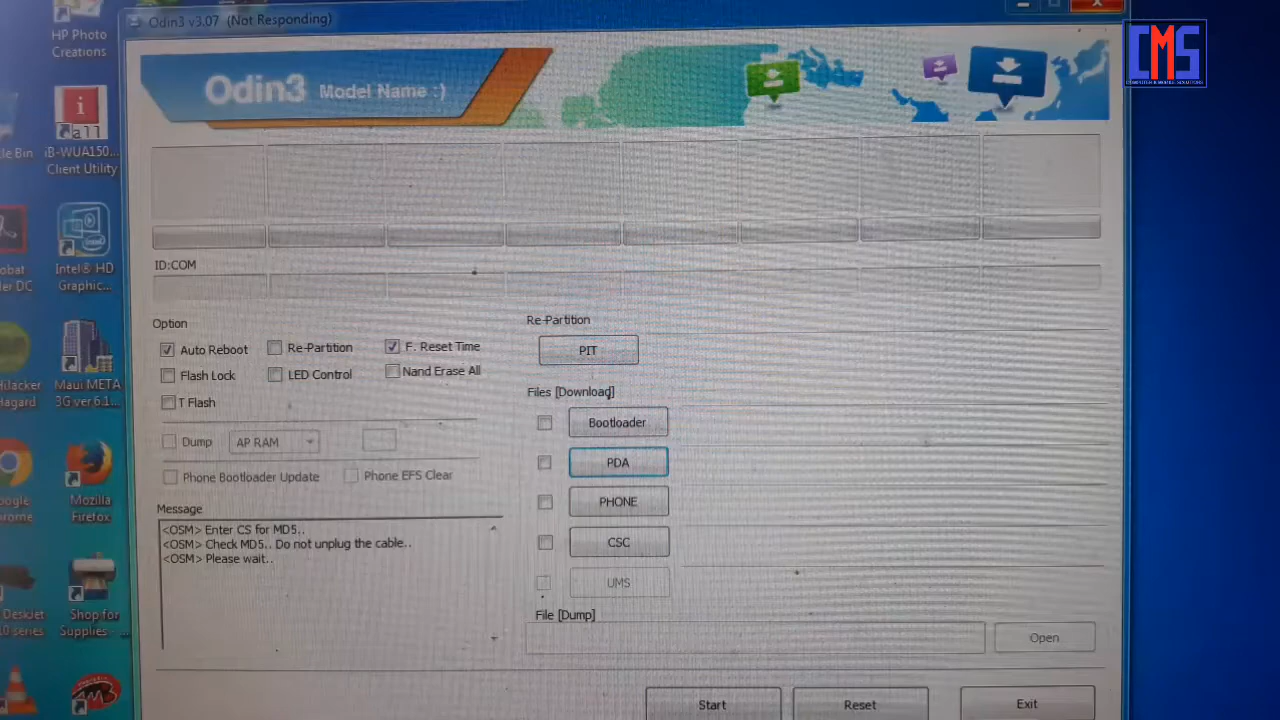 HP Photo
Creations
Odin3 v3.07 (Not Responding)
CMS
Odin3 Model Name :)
all
iB-WUA150...
Client Utility
ID:COM
Intel® HD
Graphic...
Option
Re-Partition
Auto Reboot
Re-Partition
F. Reset Time
PIT
Flash Lock
LED Control
Nand Erase All
Maui META
3G ver 6.1...
T Flash
Files [Download]
Bootloader
Dump
AP RAM
PDA
Phone Bootloader Update
Phone EFS Clear
PHONE
Mozilla
Firefox
Message
<OSM> Enter CS for MD5..
<OSM> Check MD5.. Do not unplug the cable..
<OSM> Please wait..
CSC
UMS
Shop for
Supplies - ...
File [Dump]
Open
Start
Reset
Exit